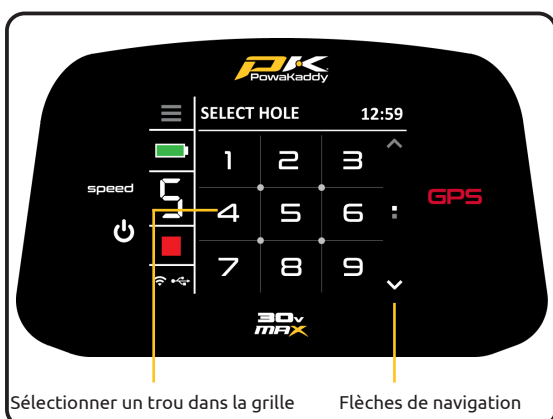 PK
PowaKaddy
SELECT HOLE 12:59
1 2 3
speed
5
GPS
4 5 6
7 8 9
30v
MAX
Sélectionner un trou dans la grille
Flèches de navigation